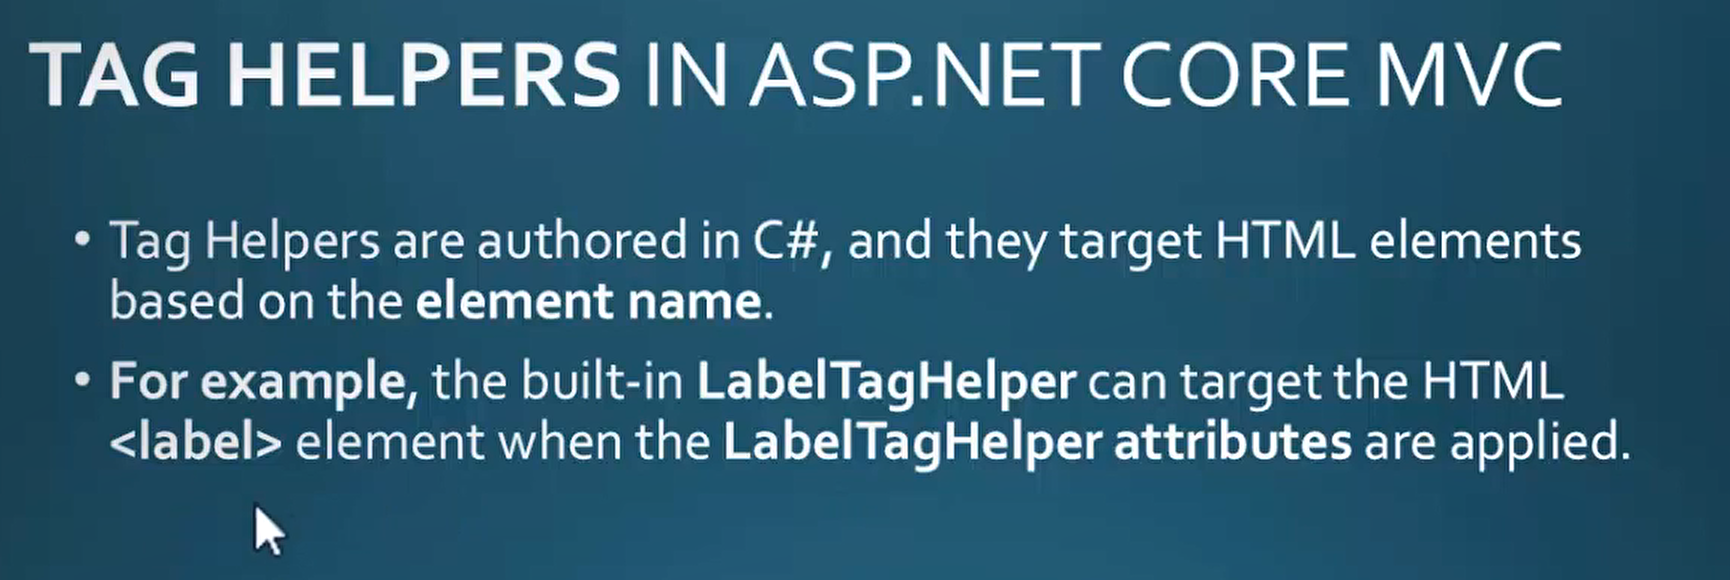 TAG HELPERS IN ASP.NET CORE MVC
• Tag Helpers are authored in C#, and they target HTML elements
based on the element name.
• For example, the built-in LabelTagHelper can target the HTML
<label> element when the LabelTagHelper attributes are applied.